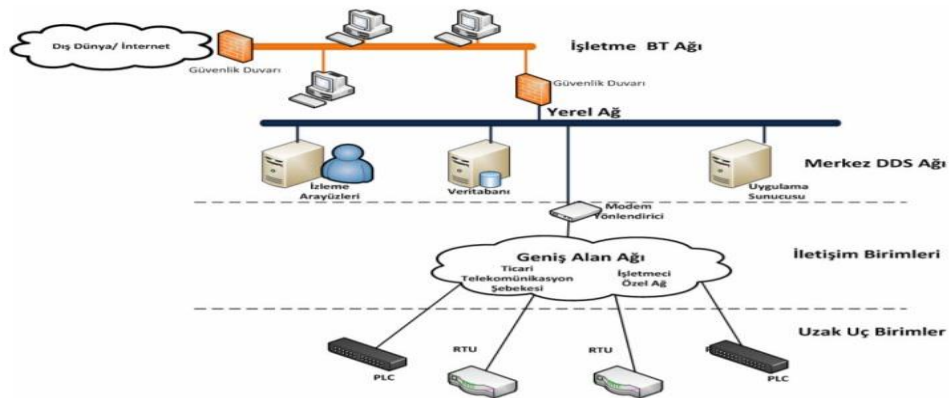 Dış Dünya/ İnternet
Güvenlik Duvarı
İşletme BT Ağı
Güvenlik Duvarı
Yerel Ağ
İzleme
Arayüzleri
Veritabanı
Uygulama
Sunucusu
Merkez DDS Ağı
Modem
Yönlendirici
Geniş Alan Ağı
Ticari
Telekomünikasyon
Şebekesi
İşletmeci
Özel Ağ
İletişim Birimleri
Uzak Uç Birimler
PLC
RTU
RTU
PLC